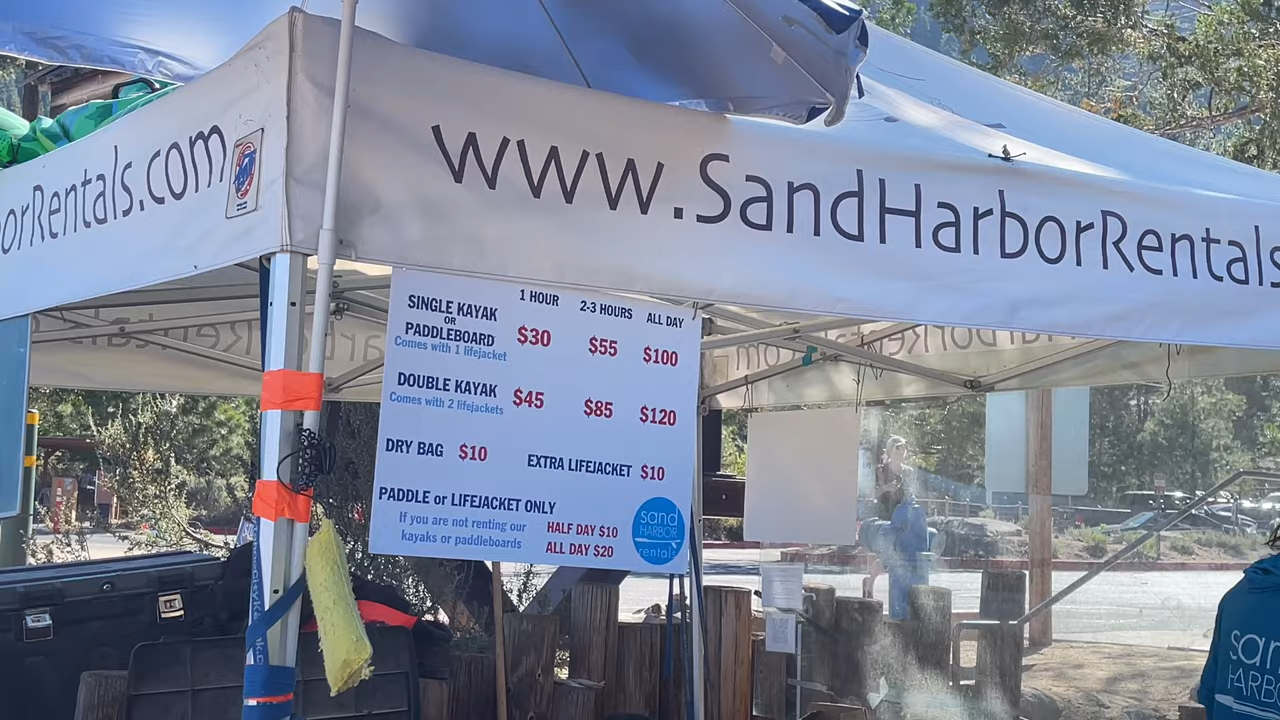 orRentals.com
www.SandHarborRentals
1 HOUR 2-3 HOURS ALL DAY
SINGLE KAYAK
OR
PADDLEBOARD $30 $55 $100
Comes with 1 lifejacket
DOUBLE KAYAK $45 $85 $120
Comes with 2 lifejackets
DRY BAG $10 EXTRA LIFEJACKET $10
PADDLE or LIFEJACKET ONLY
If you are not renting our HALF DAY $10
kayaks or paddleboards ALL DAY $20
sand
HARBOR
rentals
san
HARB